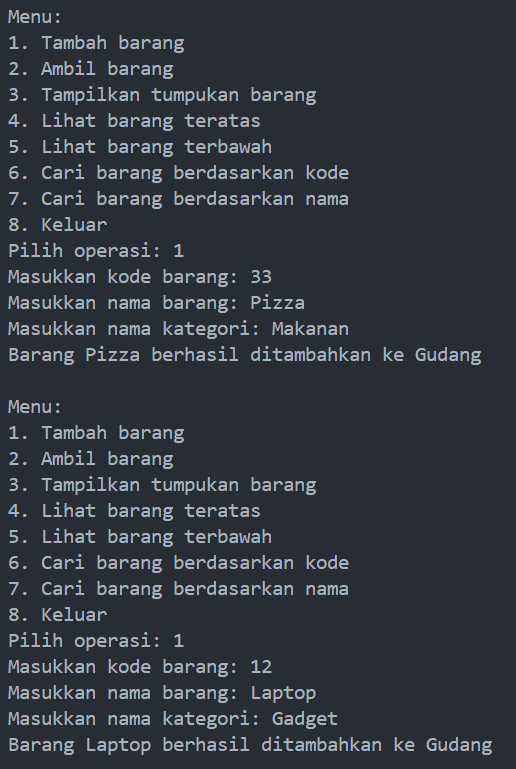 Menu:
1. Tambah barang
2. Ambil barang
3. Tampilkan tumpukan barang
4. Lihat barang teratas
5. Lihat barang terbawah
6. Cari barang berdasarkan kode
7. Cari barang berdasarkan nama
8. Keluar
Pilih operasi: 1
Masukkan kode barang: 33
Masukkan nama barang: Pizza
Masukkan nama kategori: Makanan
Barang Pizza berhasil ditambahkan ke Gudang

Menu:
1. Tambah barang
2. Ambil barang
3. Tampilkan tumpukan barang
4. Lihat barang teratas
5. Lihat barang terbawah
6. Cari barang berdasarkan kode
7. Cari barang berdasarkan nama
8. Keluar
Pilih operasi: 1
Masukkan kode barang: 12
Masukkan nama barang: Laptop
Masukkan nama kategori: Gadget
Barang Laptop berhasil ditambahkan ke Gudang